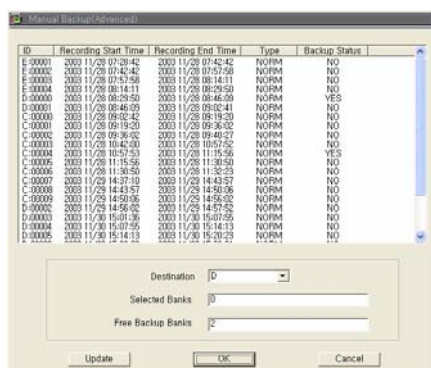 Manual Backup(Advanced)
ID Recording Start Time Recording End Time Type Backup Status
E:00001 2003 11/28 07:28:42 2003 11/28 07:42:42 NORM NO
E:00002 2003 11/28 07:42:42 2003 11/28 07:57:58 NORM NO
E:00003 2003 11/28 07:57:58 2003 11/28 08:14:11 NORM NO
E:00004 2003 11/28 08:14:11 2003 11/28 08:29:50 NORM NO
D:00000 2003 11/28 08:29:50 2003 11/28 08:46:09 NORM YES
D:00001 2003 11/28 08:46:09 2003 11/28 09:02:41 NORM NO
C:00000 2003 11/28 09:02:42 2003 11/28 09:19:20 NORM NO
C:00001 2003 11/28 09:19:20 2003 11/28 09:36:02 NORM NO
C:00002 2003 11/28 09:36:02 2003 11/28 09:40:27 NORM NO
C:00003 2003 11/28 10:42:00 2003 11/28 10:57:52 NORM NO
C:00004 2003 11/28 10:57:53 2003 11/28 11:15:56 NORM YES
C:00005 2003 11/28 11:15:56 2003 11/28 11:30:50 NORM NO
C:00006 2003 11/28 11:30:50 2003 11/28 11:32:23 NORM NO
C:00007 2003 11/29 14:37:10 2003 11/29 14:43:57 NORM NO
C:00008 2003 11/29 14:43:57 2003 11/29 14:50:06 NORM NO
C:00009 2003 11/29 14:50:06 2003 11/29 14:56:02 NORM NO
D:00002 2003 11/29 14:56:02 2003 11/29 14:57:52 NORM NO
D:00003 2003 11/30 15:01:36 2003 11/30 15:07:55 NORM NO
D:00004 2003 11/30 15:07:55 2003 11/30 15:14:13 NORM NO
D:00005 2003 11/30 15:14:13 2003 11/30 15:20:23 NORM NO
Destination D
Selected Banks 0
Free Backup Banks 2
Update OK Cancel